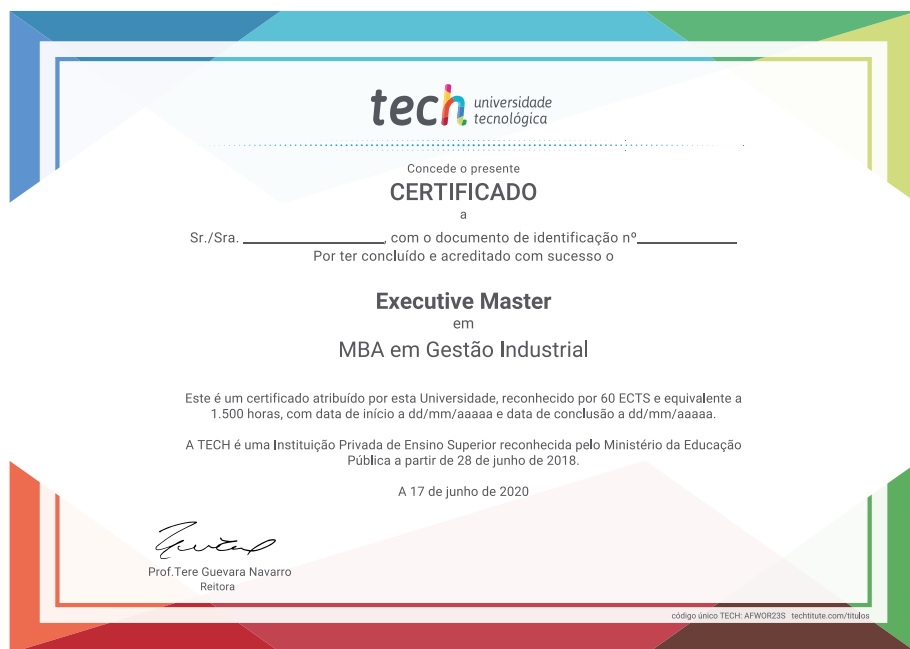 tech universidade
tecnológica
Concede o presente
CERTIFICADO
a
Sr./Sra. ________________, com o documento de identificação nº____________
Por ter concluído e acreditado com sucesso o
Executive Master
em
MBA em Gestão Industrial
Este é um certificado atribuído por esta Universidade, reconhecido por 60 ECTS e equivalente a
1.500 horas, com data de início a dd/mm/aaaaa e data de conclusão a dd/mm/aaaaa.
A TECH é uma Instituição Privada de Ensino Superior reconhecida pelo Ministério da Educação
Pública a partir de 28 de junho de 2018.
A 17 de junho de 2020
Prof.Tere Guevara Navarro
Reitora
código único TECH: AFWOR23S techtitute.com/titulos